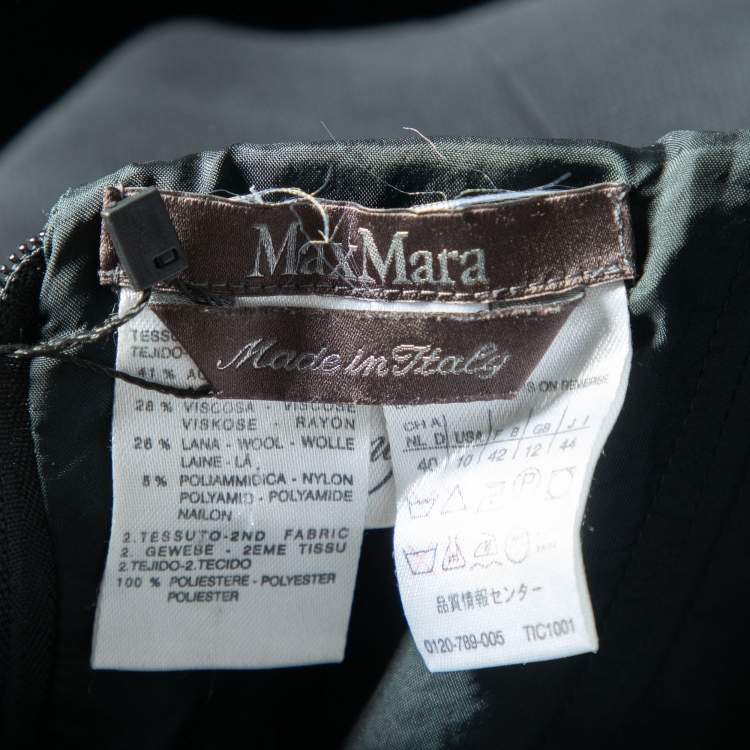 MaxMara
Made in Italy
TESSU
TEJIDO-
41 % A
28 % VISCOSA - VISCOSE
VISKOSE - RAYON
26 % LANA - WOOL - WOLLE
LAINE - LÃ
5 % POLIAMMIDICA - NYLON
POLYAMID - POLYAMIDE
NAILON
2.TESSUTO-2ND FABRIC
2. GEWEBE - 2EME TISSU
2.TEJIDO-2.TECIDO
100 % POLIESTERE - POLYESTER
POLIESTER
ON REVERSE
CH A
NL D USA F B GB J I
40 10 42 12 44
品質情報センター
0120-789-005 TIC1001